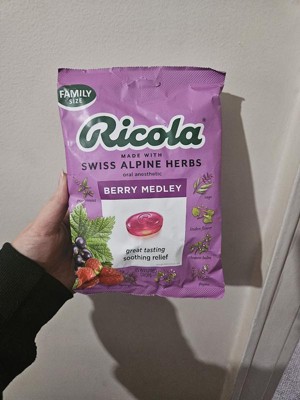 FAMILY
SIZE
Ricola
MADE WITH
SWISS ALPINE HERBS
oral anesthetic
BERRY MEDLEY
great tasting
soothing relief